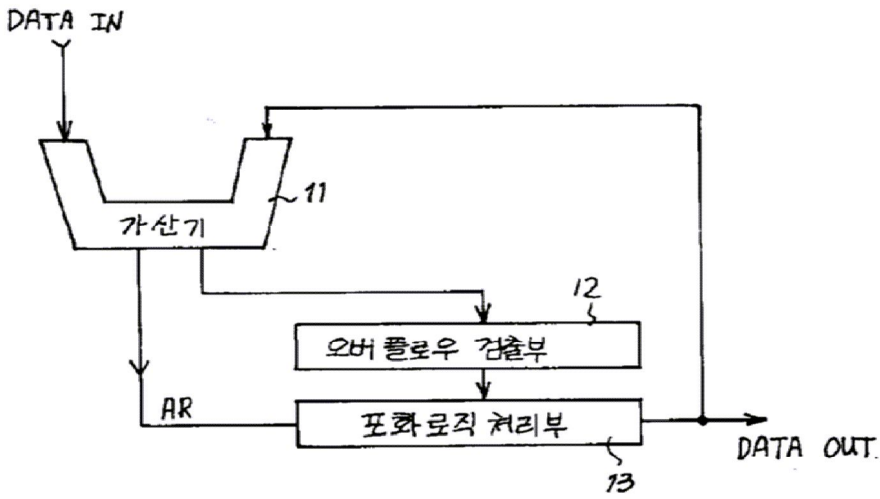 DATA IN
11
가산기
12
오버플로우 검출부
AR
포화로직 처리부
DATA OUT.
13